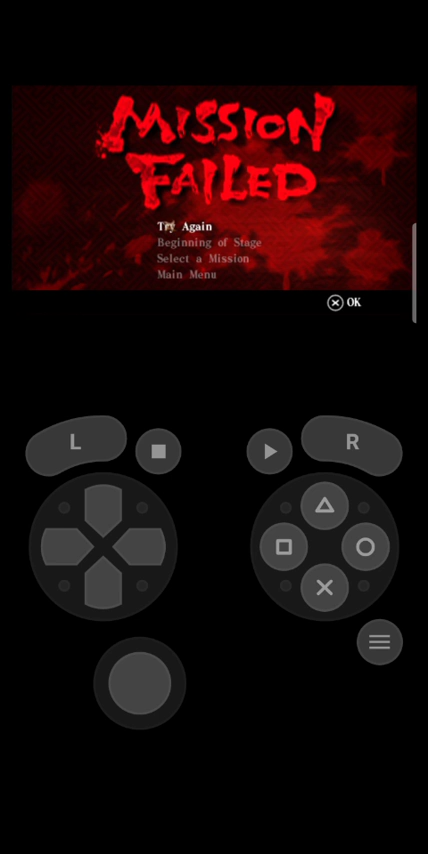 MISSION
FAILED
Try Again
Beginning of Stage
Select a Mission
Main Menu
OK
L
R